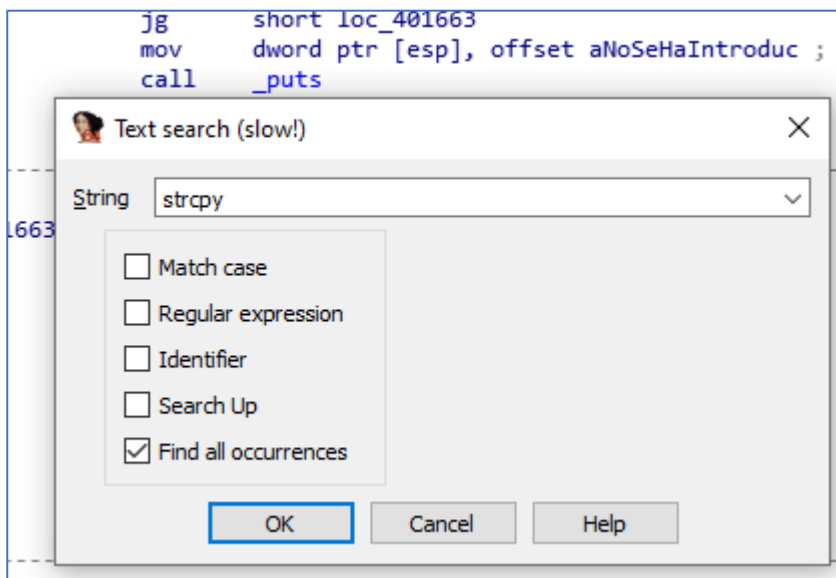 jg short loc_401663
mov dword ptr [esp], offset aNoSeHaIntroduc ;
call _puts
Text search (slow!)
String strcpy
1663
Match case
Regular expression
Identifier
Search Up
Find all occurrences
OK Cancel Help